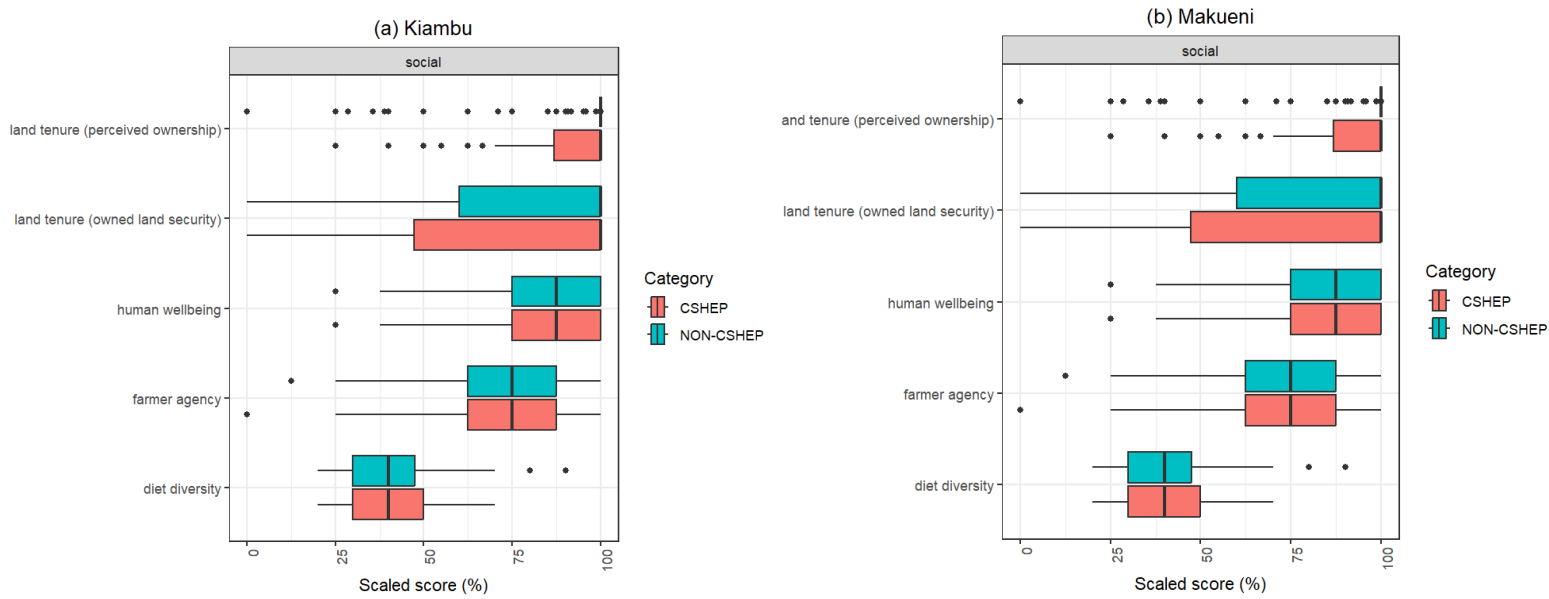 (a) Kiambu
social
land tenure (perceived ownership)
land tenure (owned land security)
human wellbeing
farmer agency
diet diversity
0
25
50
75
100
Scaled score (%)
Category
CSHEP
NON-CSHEP
(b) Makueni
social
and tenure (perceived ownership)
land tenure (owned land security)
human wellbeing
farmer agency
diet diversity
0
25
50
75
100
Scaled score (%)
Category
CSHEP
NON-CSHEP